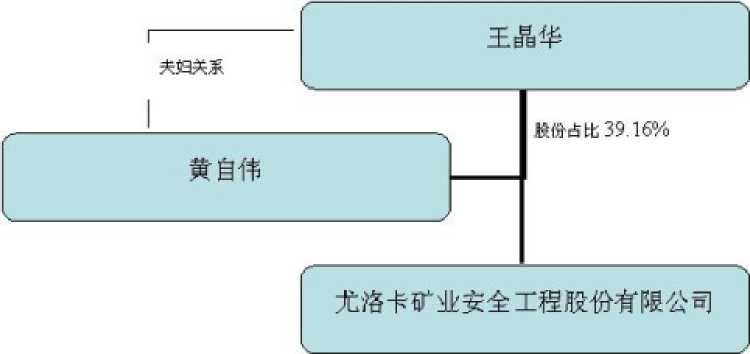 王晶华
夫妇关系
股份占比 39.16%
黄自伟
尤洛卡矿业安全工程股份有限公司